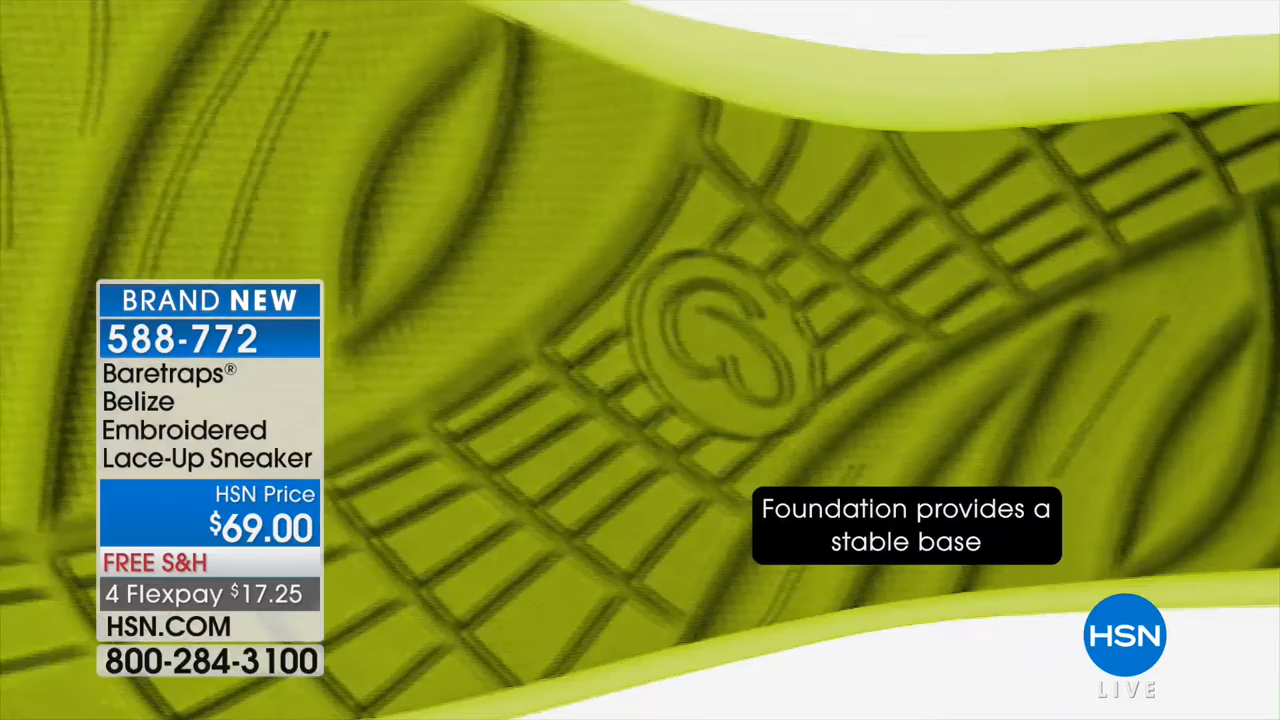 BRAND NEW
588-772
Baretraps®
Belize
Embroidered
Lace-Up Sneaker
HSN Price
$69.00
FREE S&H
4 Flexpay $17.25
HSN.COM
800-284-3100
Foundation provides a
stable base
HSN
LIVE